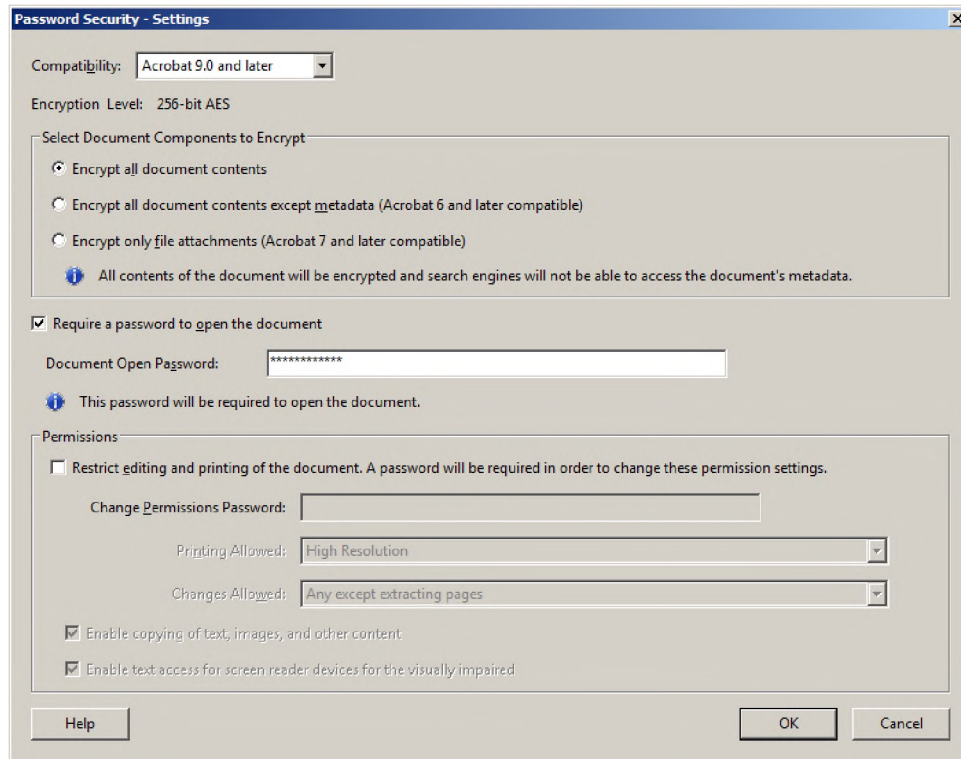 Password Security - Settings
Compatibility: Acrobat 9.0 and later
Encryption Level: 256-bit AES
Select Document Components to Encrypt
Encrypt all document contents
Encrypt all document contents except metadata (Acrobat 6 and later compatible)
Encrypt only file attachments (Acrobat 7 and later compatible)
All contents of the document will be encrypted and search engines will not be able to access the document's metadata.
Require a password to open the document
Document Open Password: ************
This password will be required to open the document.
Permissions
Restrict editing and printing of the document. A password will be required in order to change these permission settings.
Change Permissions Password:
Printing Allowed: High Resolution
Changes Allowed: Any except extracting pages
Enable copying of text, images, and other content
Enable text access for screen reader devices for the visually impaired
Help OK Cancel